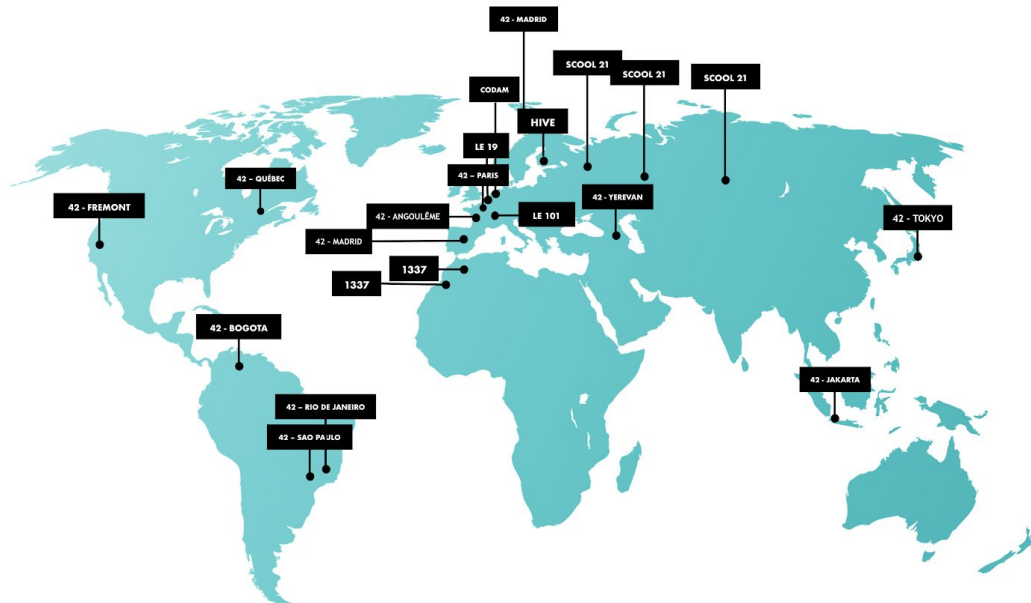 42 - MADRID
SCOOL 21
SCOOL 21
SCOOL 21
CODAM
HIVE
LE 19
42 – PARIS
42 – QUÉBEC
42 - YEREVAN
42 - FREMONT
42 - ANGOULÊME
LE 101
42 - TOKYO
42 - MADRID
1337
1337
42 - BOGOTA
42 - JAKARTA
42 – RIO DE JANEIRO
42 – SAO PAULO